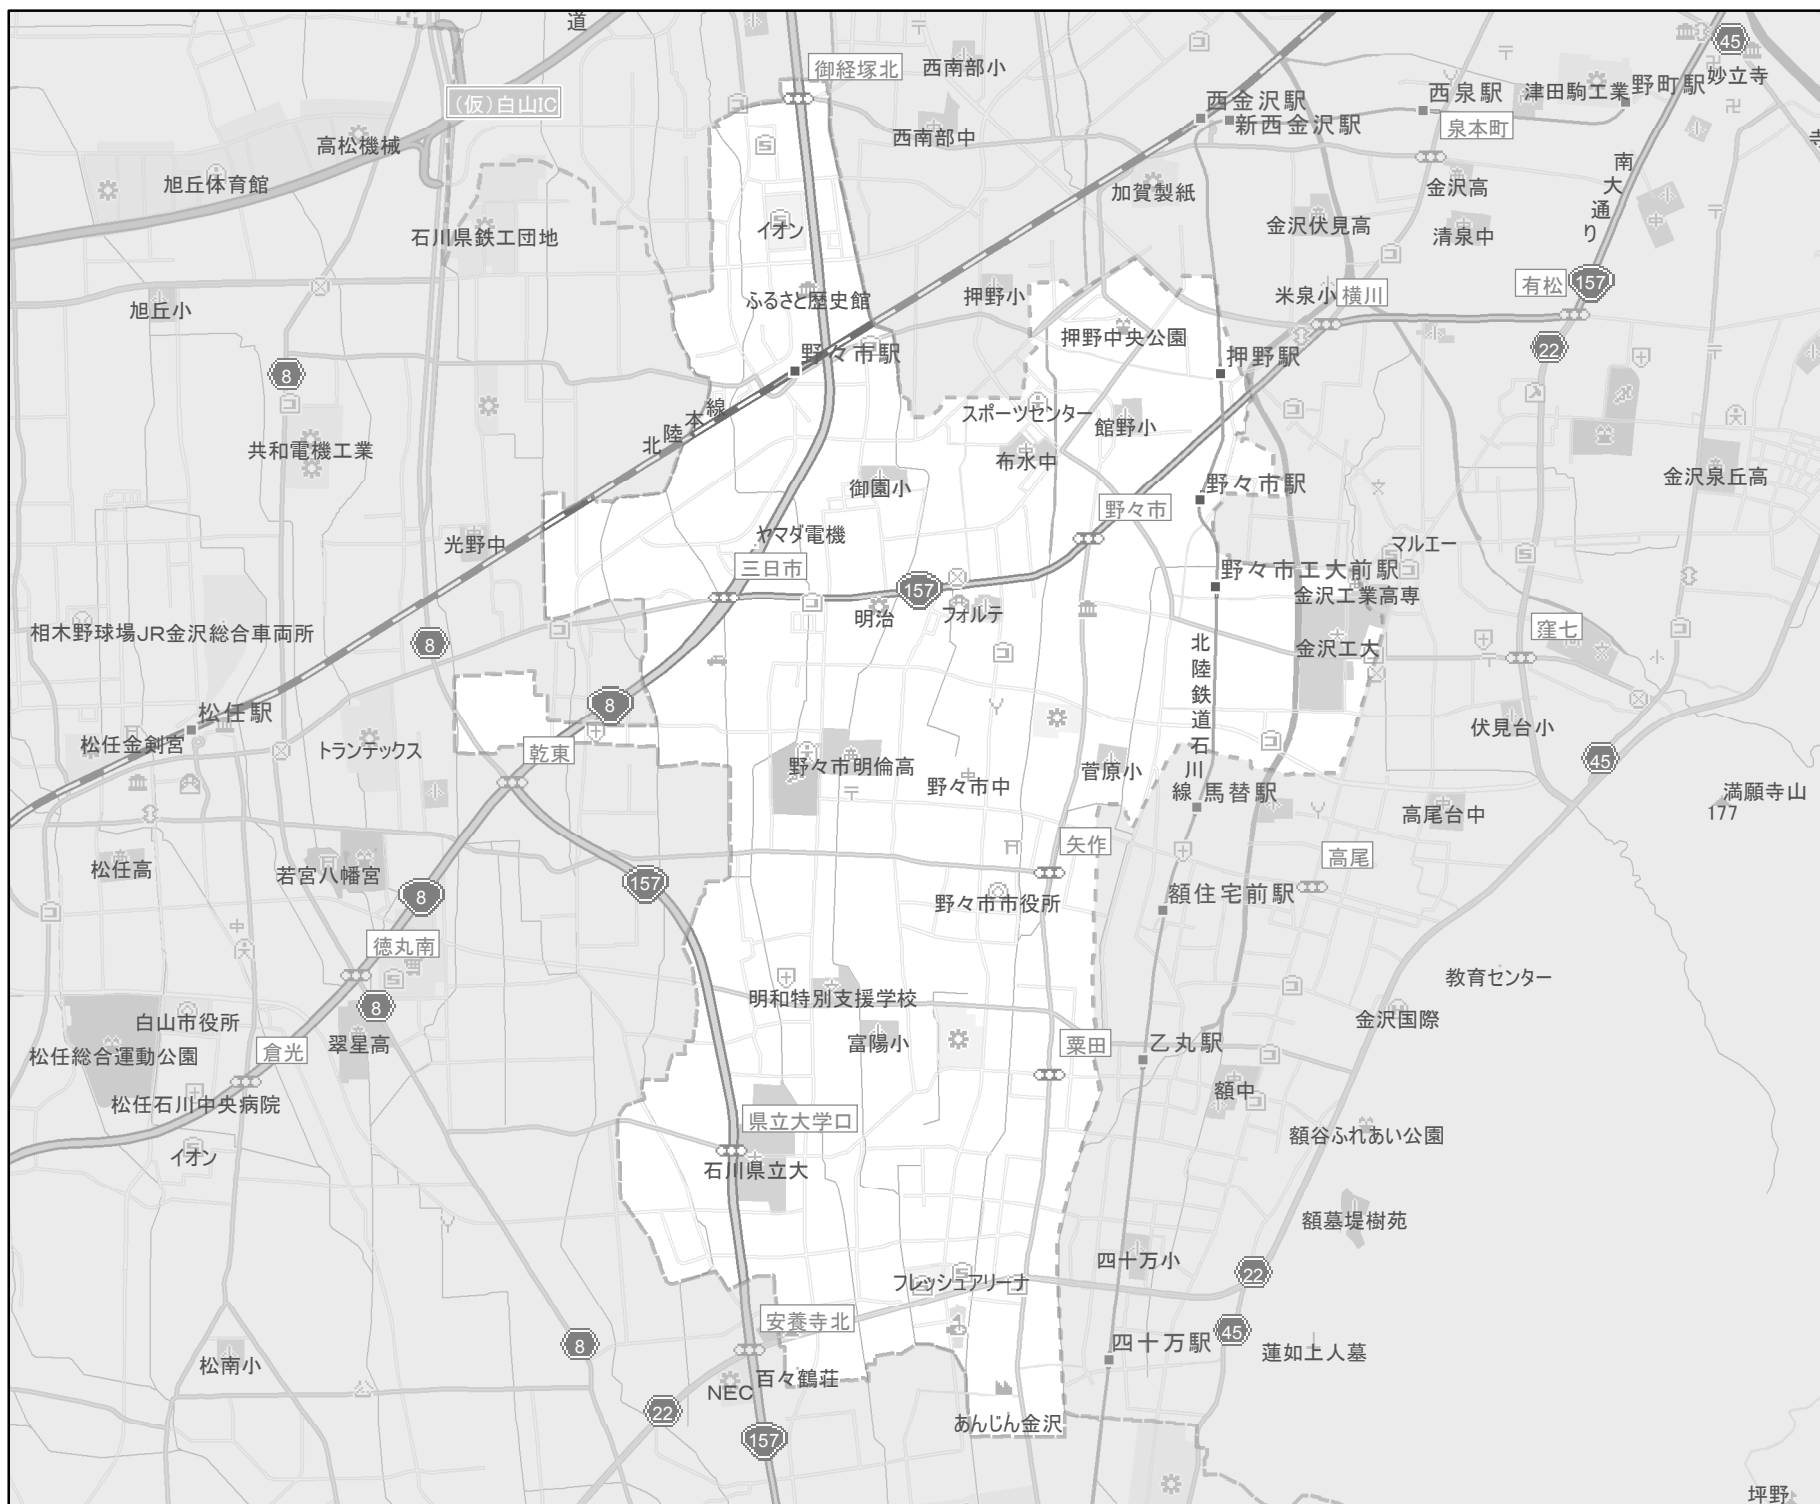 道
御経塚北
西南部小
45
妙立寺
(仮)白山IC
西金沢駅
西泉駅
津田駒工業
野町駅
高松機械
西南部中
新西金沢駅
泉本町
寺
旭丘体育館
加賀製紙
金沢高
南大通り
石川県鉄工団地
イオン
金沢伏見高
清泉中
旭丘小
ふるさと歴史館
押野小
米泉小
横川
有松
157
押野中央公園
野々市駅
押野駅
22
8
北陸本線
スポーツセンター
館野小
共和電機工業
布水中
御園小
金沢泉丘高
野々市駅
野々市
光野中
ヤマダ電機
マルエー
三日市
野々市工大前駅
157
金沢工業高専
明治
フォルテ
相木野球場
JR金沢総合車両所
8
窪七
金沢工大
北陸鉄道石川線
8
松任駅
松任金剣宮
トランテックス
乾東
伏見台小
野々市明倫高
野々市中
菅原小
45
馬替駅
満願寺山
177
高尾台中
矢作
高尾
松任高
若宮八幡宮
157
8
額住宅前駅
野々市市役所
徳丸南
教育センター
明和特別支援学校
8
白山市役所
金沢国際
翠星高
富陽小
粟田
乙丸駅
倉光
松任総合運動公園
額中
松任石川中央病院
県立大学口
額谷ふれあい公園
イオン
石川県立大
額墓堤樹苑
四十万小
22
フレッシュアリーナ
安養寺北
45
四十万駅
8
蓮如上人墓
松南小
百々鶴荘
NEC
22
あんじん金沢
157
坪野